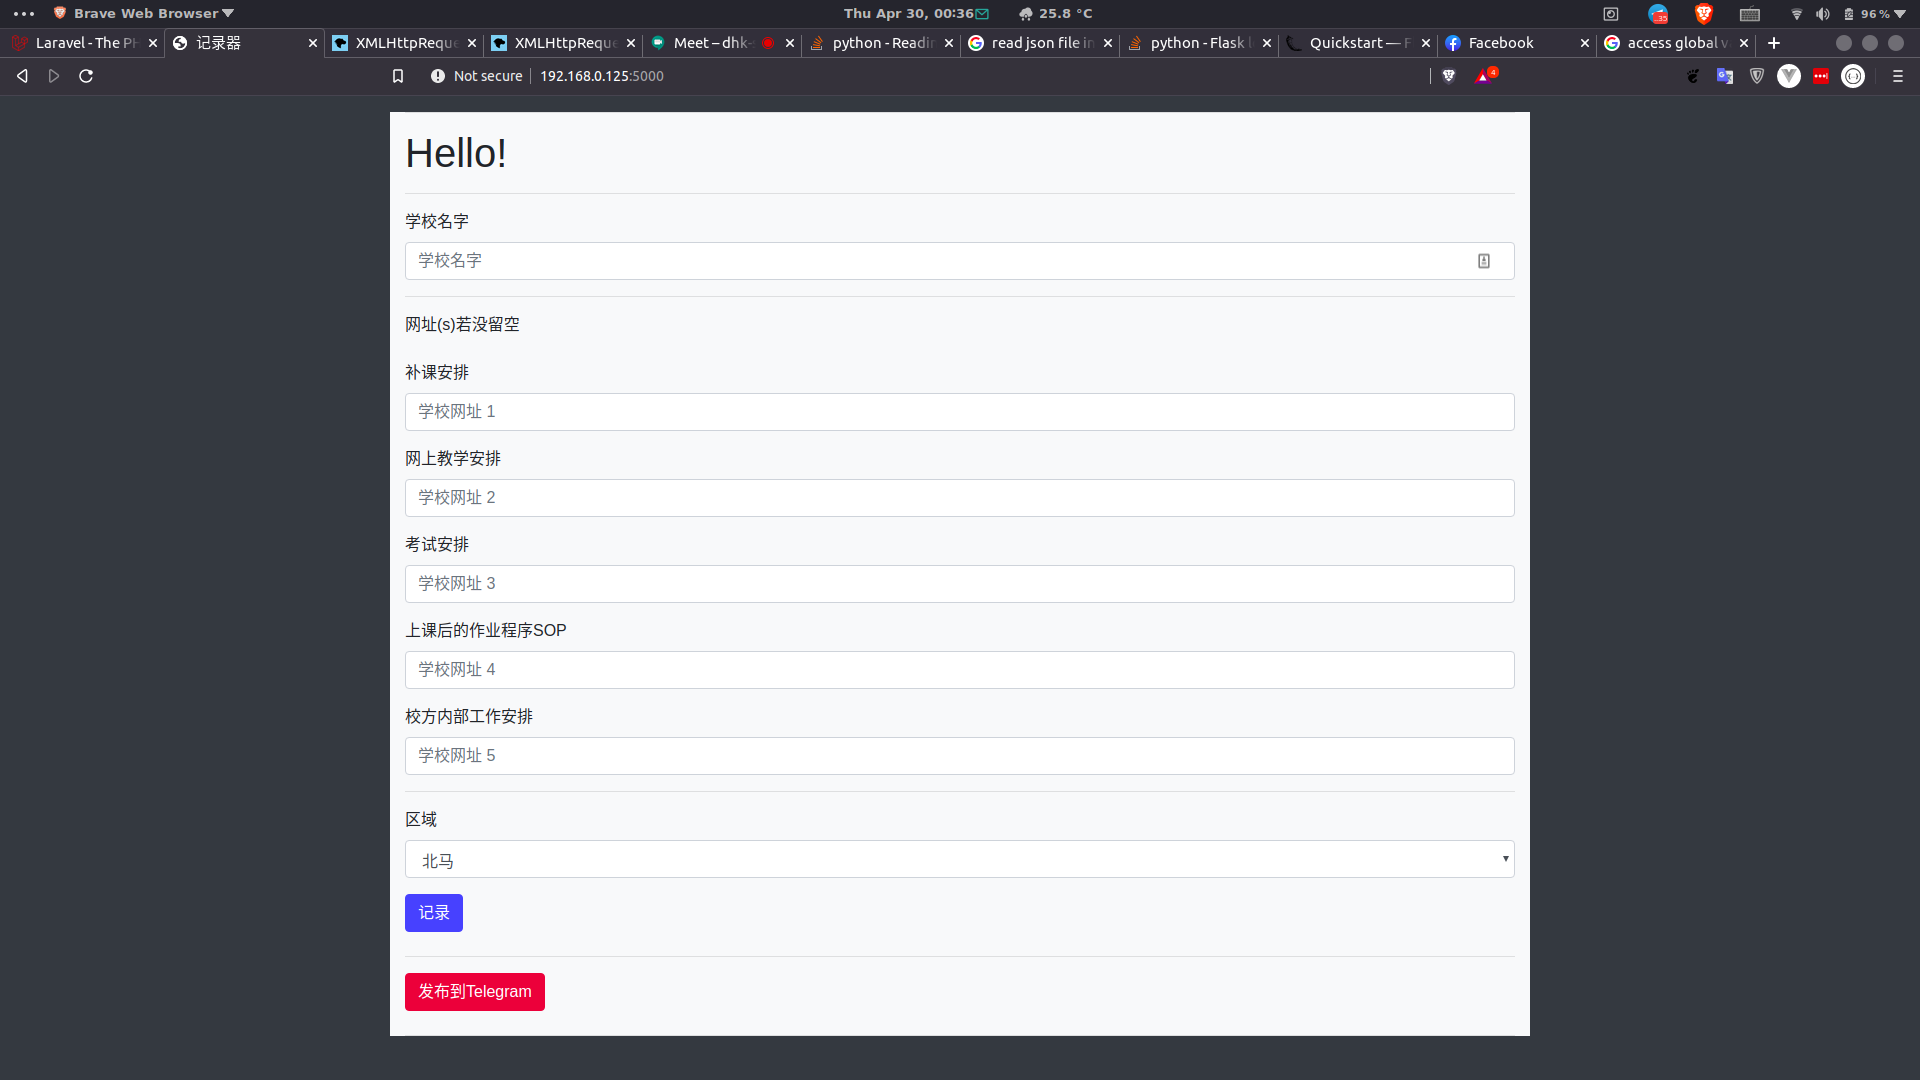 Brave Web Browser
Thu Apr 30, 00:36
25.8 °C
96 %
Laravel - The PH
记录器
XMLHttpReque
XMLHttpReque
Meet – dhk-
python - Readin
read json file in
python - Flask
Quickstart — F
Facebook
access global v
Not secure
192.168.0.125:5000
4
Hello!
学校名字
学校名字
网址(s)若没留空
补课安排
学校网址 1
网上教学安排
学校网址 2
考试安排
学校网址 3
上课后的作业程序SOP
学校网址 4
校方内部工作安排
学校网址 5
区域
北马
记录
发布到Telegram